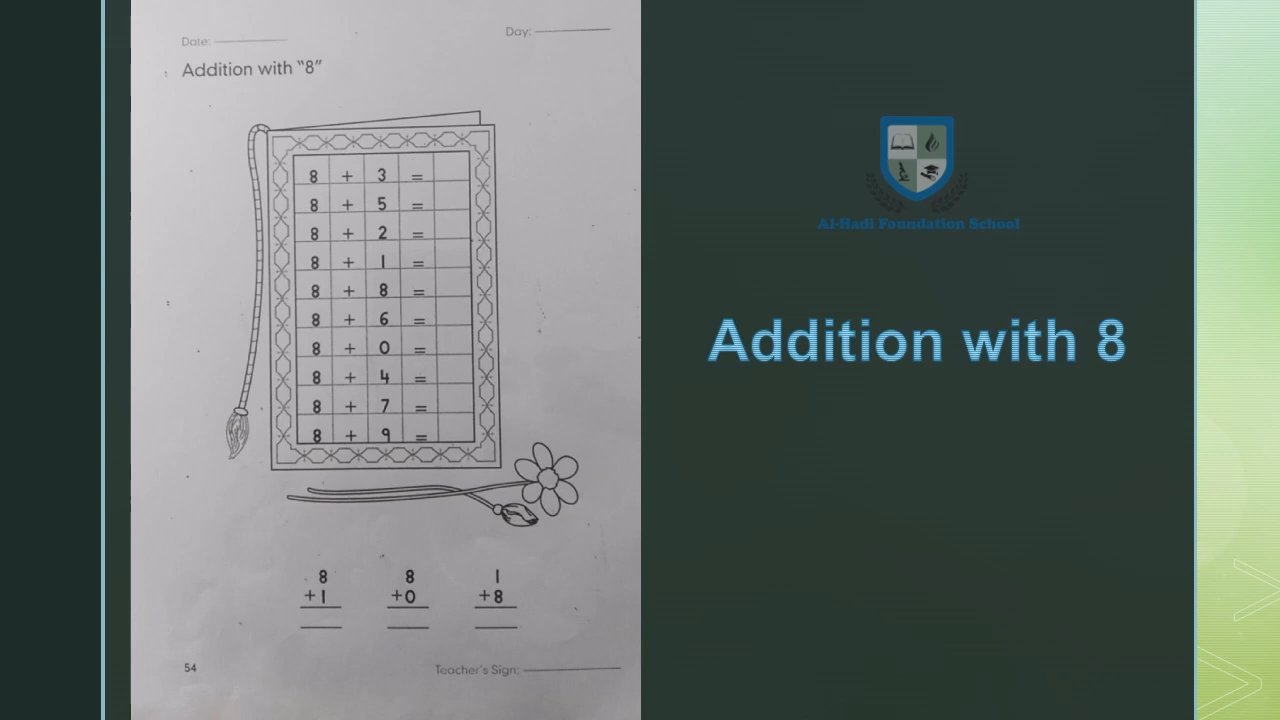 Date:
Day:
Addition with "8"
8 + 3 =
8 + 5 =
8 + 2 =
8 + 1 =
8 + 8 =
8 + 6 =
8 + 0 =
8 + 4 =
8 + 7 =
8 + 9 =
8 8 1
+1 +0 +8
54
Teacher's Sign:
Al-Hadi Foundation School
Addition with 8